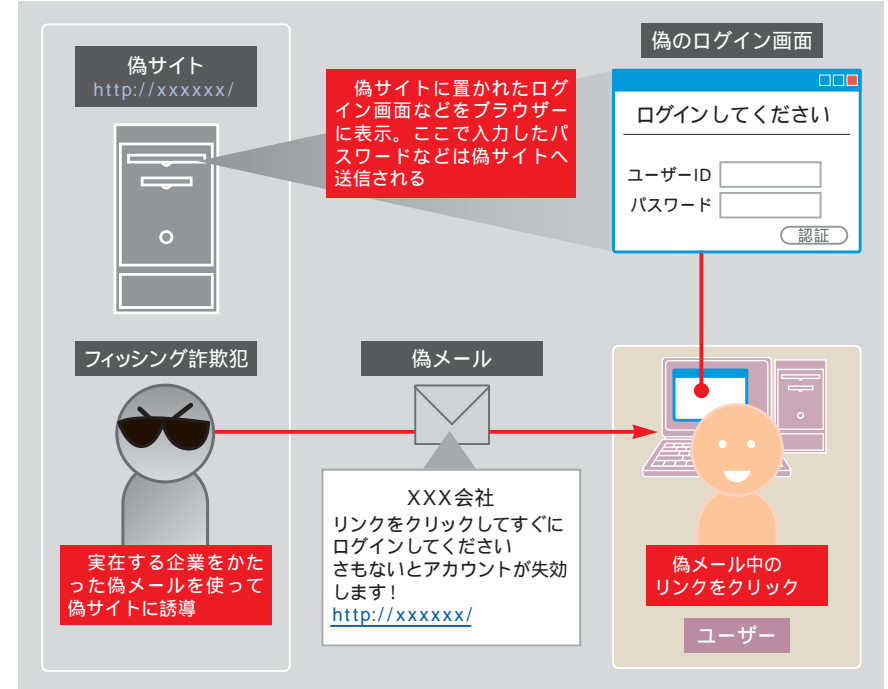 偽サイト
http://xxxxxx/
偽サイトに置かれたログ
イン画面などをブラウザー
に表示。ここで入力したパ
スワードなどは偽サイトへ
送信される
偽のログイン画面
ログインしてください
ユーザーID
パスワード
認証
フィッシング詐欺犯
偽メール
XXX会社
リンクをクリックしてすぐに
ログインしてください
さもないとアカウントが失効
します!
http://xxxxxx/
実在する企業をかた
った偽メールを使って
偽サイトに誘導
偽メール中の
リンクをクリック
ユーザー